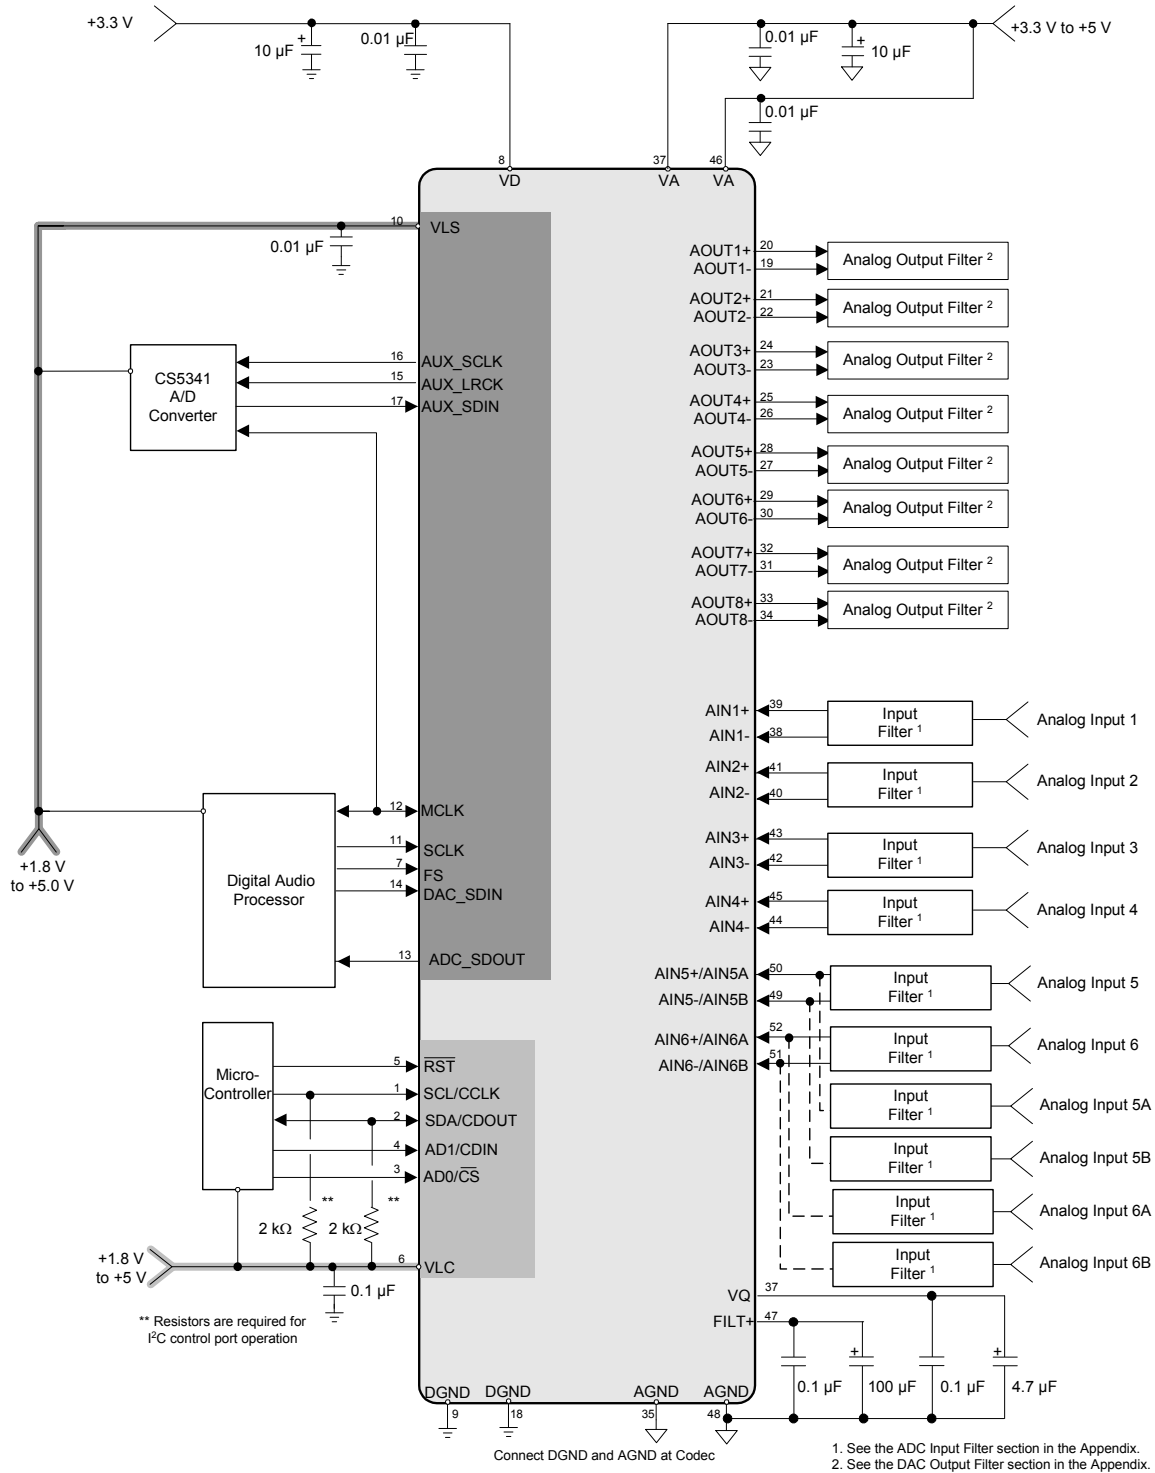 +3.3 V
10 µF
+
0.01 µF
0.01 µF
+
10 µF
+3.3 V to +5 V
0.01 µF
8
VD
37
VA
46
VA
10
VLS
0.01 µF
CS5341
A/D
Converter
16
AUX_SCLK
15
AUX_LRCK
17
AUX_SDIN
AOUT1+
20
AOUT1-
19
Analog Output Filter 2
AOUT2+
21
AOUT2-
22
Analog Output Filter 2
AOUT3+
24
AOUT3-
23
Analog Output Filter 2
AOUT4+
25
AOUT4-
26
Analog Output Filter 2
AOUT5+
28
AOUT5-
27
Analog Output Filter 2
AOUT6+
29
AOUT6-
30
Analog Output Filter 2
AOUT7+
32
AOUT7-
31
Analog Output Filter 2
AOUT8+
33
AOUT8-
34
Analog Output Filter 2
+1.8 V
to +5.0 V
Digital Audio
Processor
12
MCLK
11
SCLK
7
FS
14
DAC_SDIN
13
ADC_SDOUT
AIN1+
39
AIN1-
38
Input
Filter 1
Analog Input 1
AIN2+
41
AIN2-
40
Input
Filter 1
Analog Input 2
AIN3+
43
AIN3-
42
Input
Filter 1
Analog Input 3
AIN4+
45
AIN4-
44
Input
Filter 1
Analog Input 4
AIN5+/AIN5A
50
AIN5-/AIN5B
49
Input
Filter 1
Analog Input 5
AIN6+/AIN6A
52
AIN6-/AIN6B
51
Input
Filter 1
Analog Input 6
Input
Filter 1
Analog Input 5A
Input
Filter 1
Analog Input 5B
Input
Filter 1
Analog Input 6A
Input
Filter 1
Analog Input 6B
Micro-
Controller
5
RST
1
SCL/CCLK
2
SDA/CDOUT
4
AD1/CDIN
3
AD0/CS
**
2 kΩ
**
2 kΩ
+1.8 V
to +5 V
6
VLC
0.1 µF
** Resistors are required for
I2C control port operation
VQ
37
FILT+
47
0.1 µF
+
100 µF
0.1 µF
+
4.7 µF
DGND
9
DGND
18
AGND
35
AGND
48
Connect DGND and AGND at Codec
1. See the ADC Input Filter section in the Appendix.
2. See the DAC Output Filter section in the Appendix.